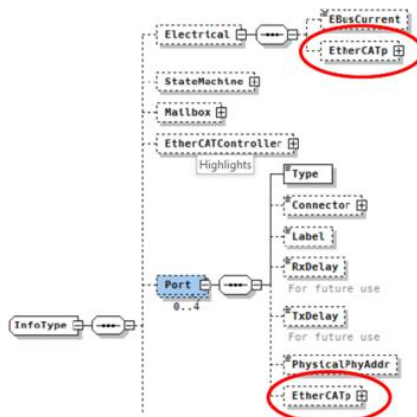 EBusCurrent
Electrical
EtherCATp
StateMachine
Mailbox
EtherCATController
Highlights
Type
Connector
Label
Port
RxDelay
0..4
For future use
InfoType
TxDelay
For future use
PhysicalPhyAddr
EtherCATp